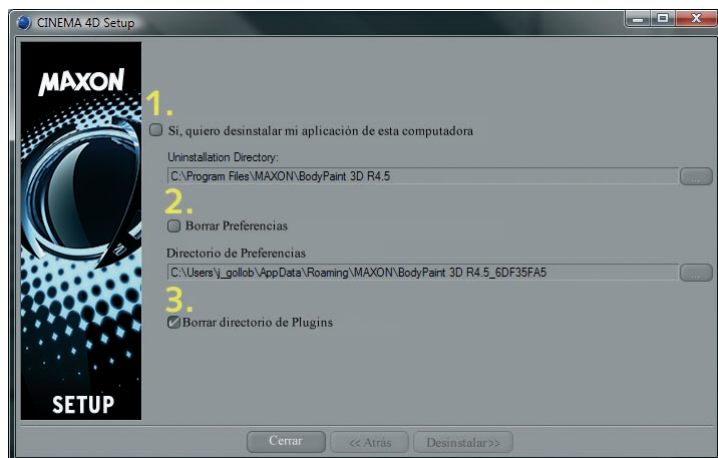 CINEMA 4D Setup
MAXON
1.
Sí, quiero desinstalar mi aplicación de esta computadora
Uninstallation Directory:
C:\Program Files\MAXON\BodyPaint 3D R4.5
...
2.
Borrar Preferencias
Directorio de Preferencias
C:\Users\j_gollob\AppData\Roaming\MAXON\BodyPaint 3D R4.5_6DF35FA5
...
3.
Borrar directorio de Plugins
SETUP
Cerrar
<< Atrás
Desinstalar>>